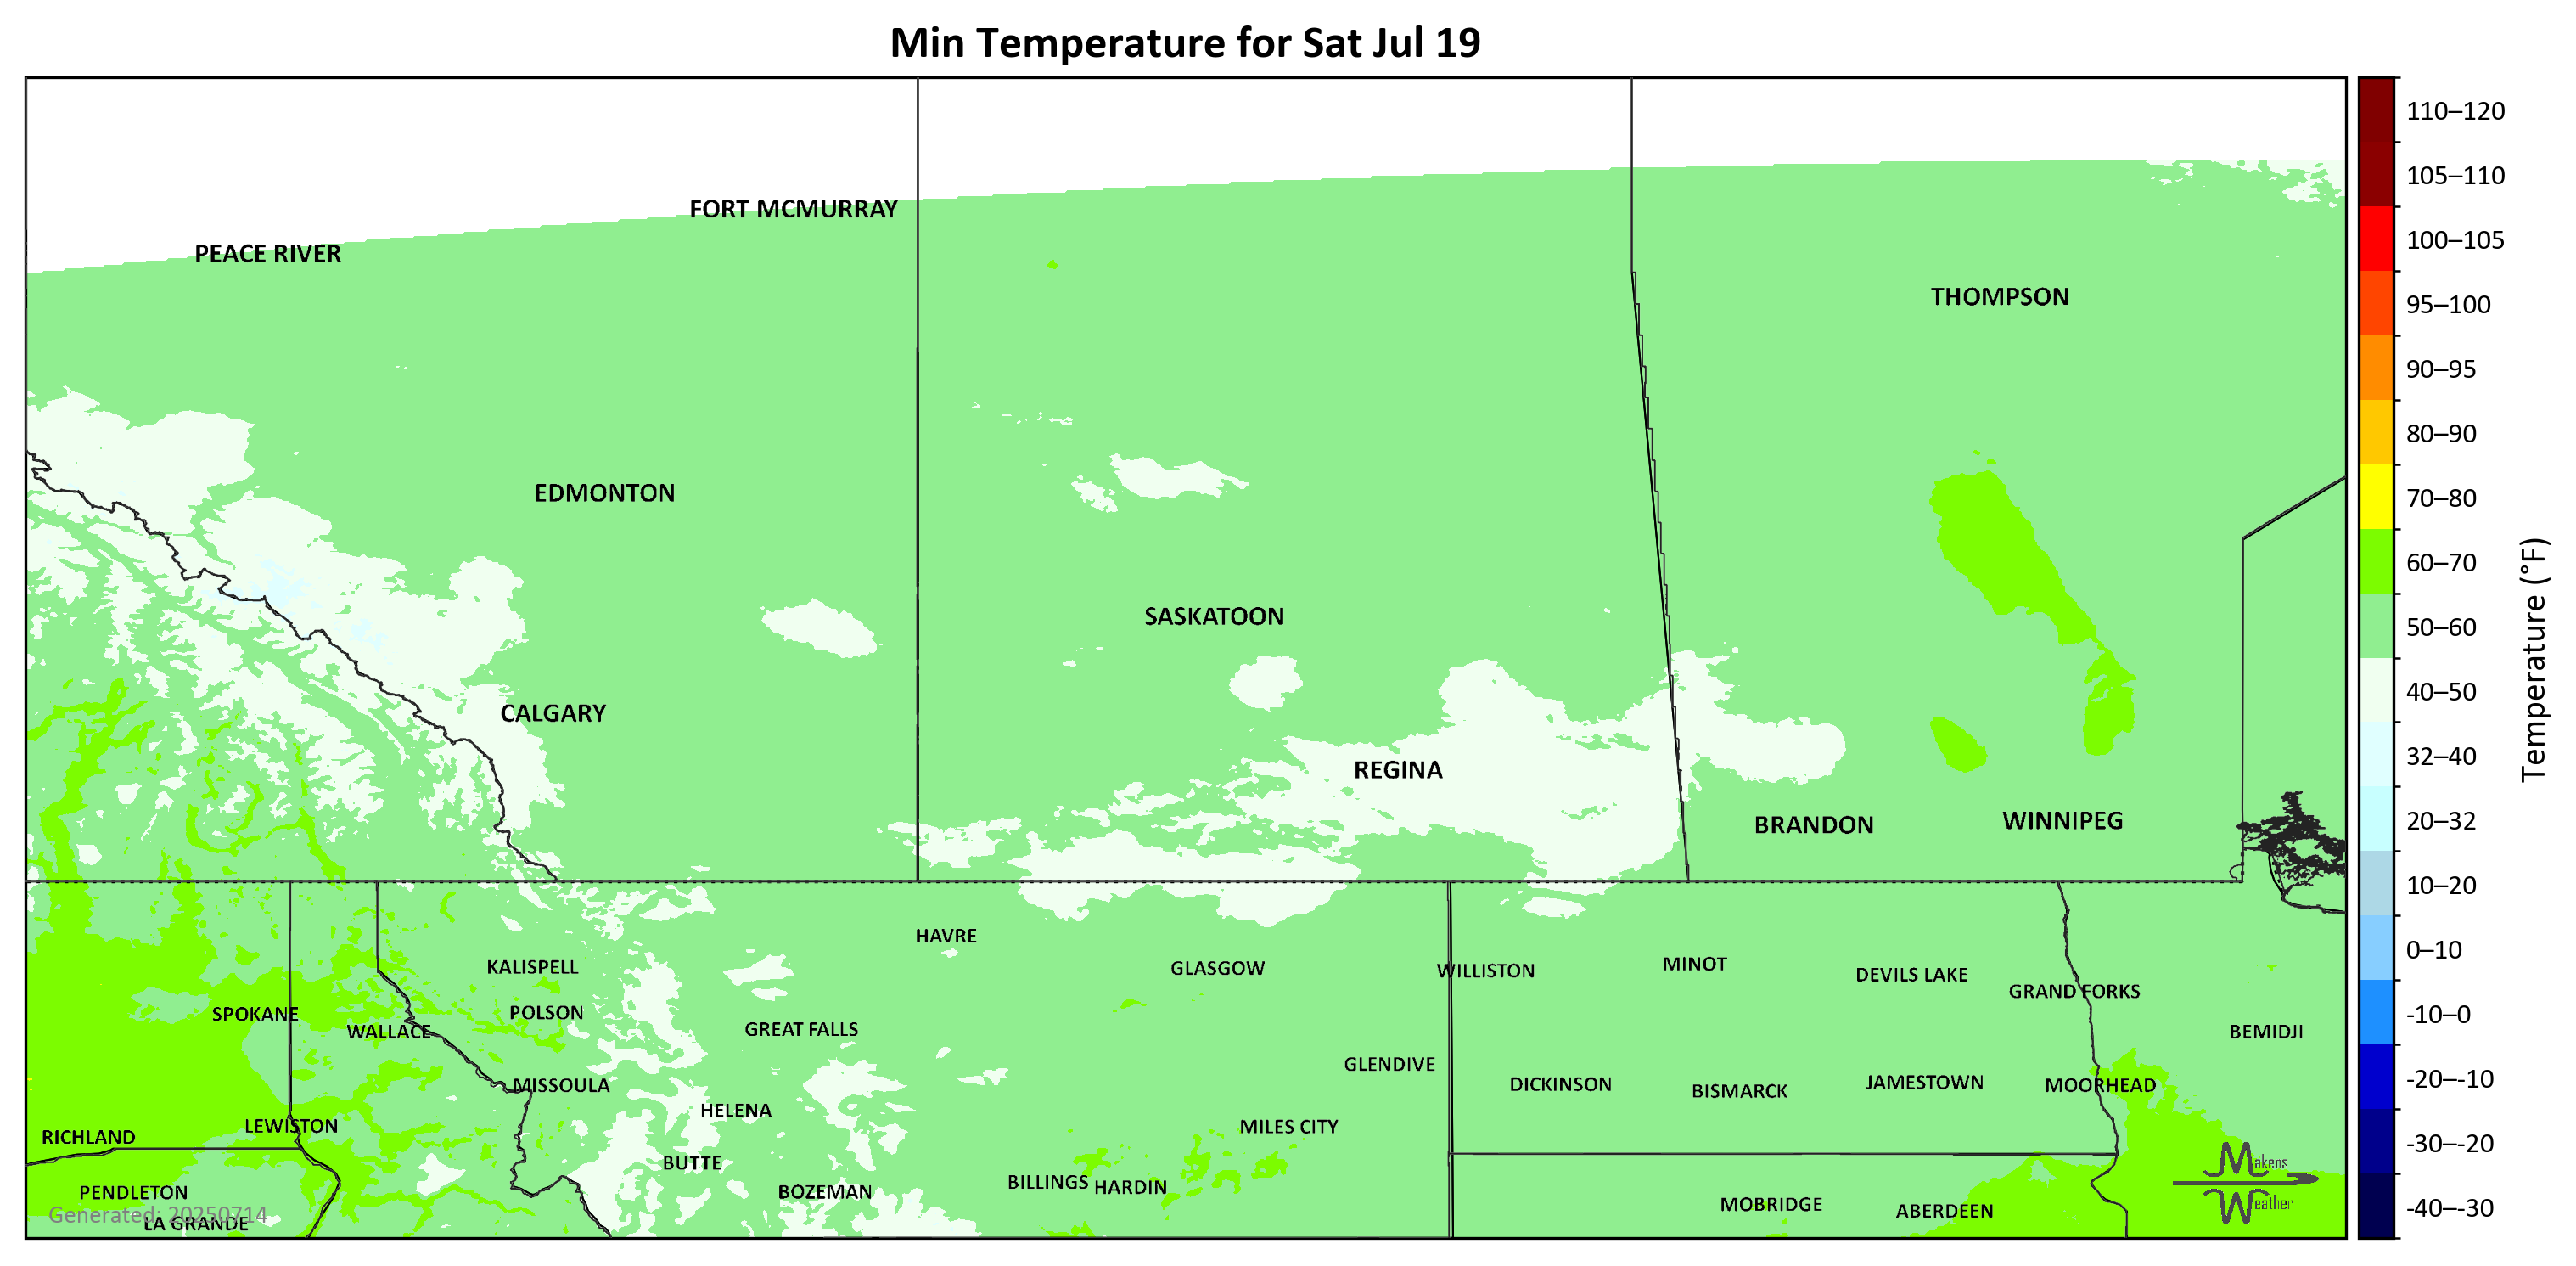 Min Temperature for Sat Jul 19
110–120
105–110
100–105
95–100
90–95
80–90
70–80
60–70
50–60
40–50
32–40
20–32
10–20
0–10
-10–0
-20–-10
-30–-20
-40–-30
Temperature (°F)
FORT MCMURRAY
PEACE RIVER
THOMPSON
EDMONTON
SASKATOON
CALGARY
REGINA
BRANDON
WINNIPEG
HAVRE
KALISPELL
GLASGOW
WILLISTON
MINOT
DEVILS LAKE
GRAND FORKS
SPOKANE
POLSON
WALLACE
GREAT FALLS
BEMIDJI
GLENDIVE
MISSOULA
DICKINSON
BISMARCK
JAMESTOWN
MOORHEAD
HELENA
LEWISTON
MILES CITY
RICHLAND
BUTTE
BILLINGS
HARDIN
PENDLETON
BOZEMAN
MOBRIDGE
ABERDEEN
Generated: 20250714
LA GRANDE
Makens
Weather